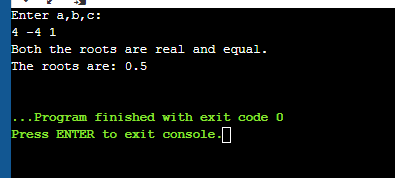 Enter a,b,c:
4 -4 1
Both the roots are real and equal.
The roots are: 0.5
...Program finished with exit code 0
Press ENTER to exit console.